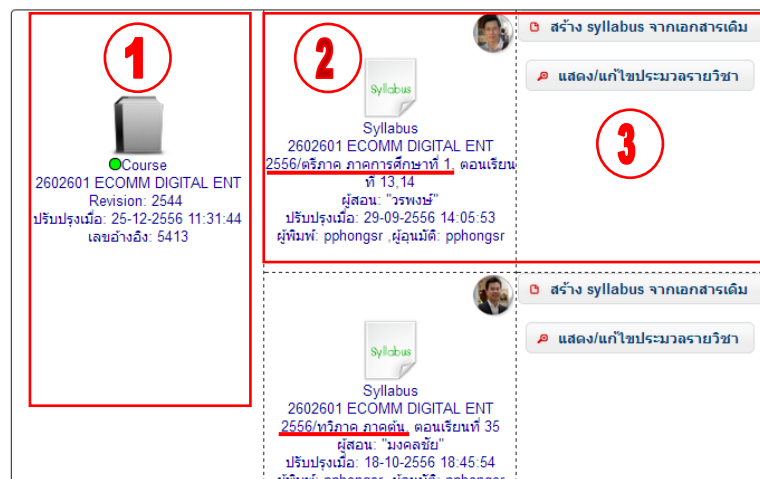 1
Course
2602601 ECOMM DIGITAL ENT
Revision: 2544
ปรับปรุงเมื่อ: 25-12-2556 11:31:44
เลขอ้างอิง: 5413
2
Syllabus
Syllabus
2602601 ECOMM DIGITAL ENT
2556/ตรีภาค ภาคการศึกษาที่ 1, ตอนเรียน
ที่ 13,14
ผู้สอน: "วรพงษ์"
ปรับปรุงเมื่อ: 29-09-2556 14:05:53
ผู้พิมพ์: pphongsr ,ผู้อนุมัติ: pphongsr
สร้าง syllabus จากเอกสารเดิม
แสดง/แก้ไขประมวลรายวิชา
3
Syllabus
Syllabus
2602601 ECOMM DIGITAL ENT
2556/ทวิภาค ภาคต้น, ตอนเรียนที่ 35
ผู้สอน: "มงคลชัย"
ปรับปรุงเมื่อ: 18-10-2556 18:45:54
สร้าง syllabus จากเอกสารเดิม
แสดง/แก้ไขประมวลรายวิชา